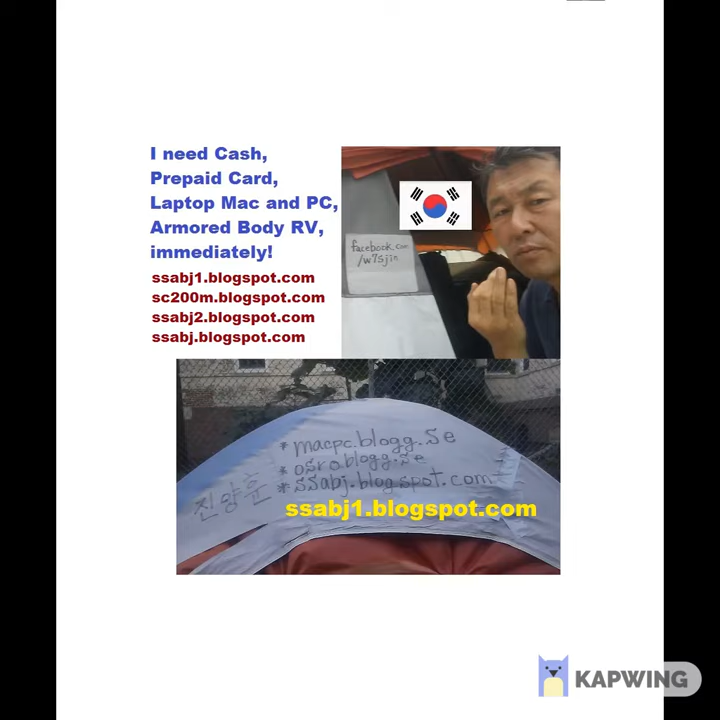 I need Cash,
Prepaid Card,
Laptop Mac and PC,
Armored Body RV,
immediately!
ssabj1.blogspot.com
sc200m.blogspot.com
ssabj2.blogspot.com
ssabj.blogspot.com
facebook.com
/w7sjin
*macpc.blogg.se
*osro.blogg.se
진양훈 *ssabj.blogspot.com
ssabj1.blogspot.com
KAPWING